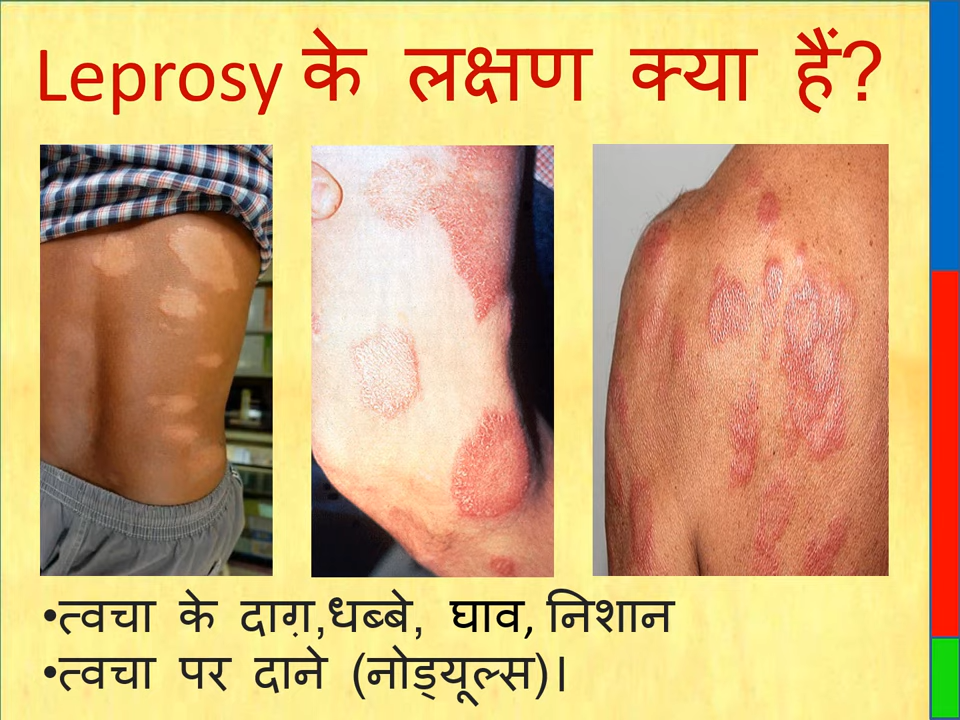 Leprosy के लक्षण क्या हैं?
•त्वचा के दाग़,धब्बे, घाव, निशान
•त्वचा पर दाने (नोड्यूल्स)।